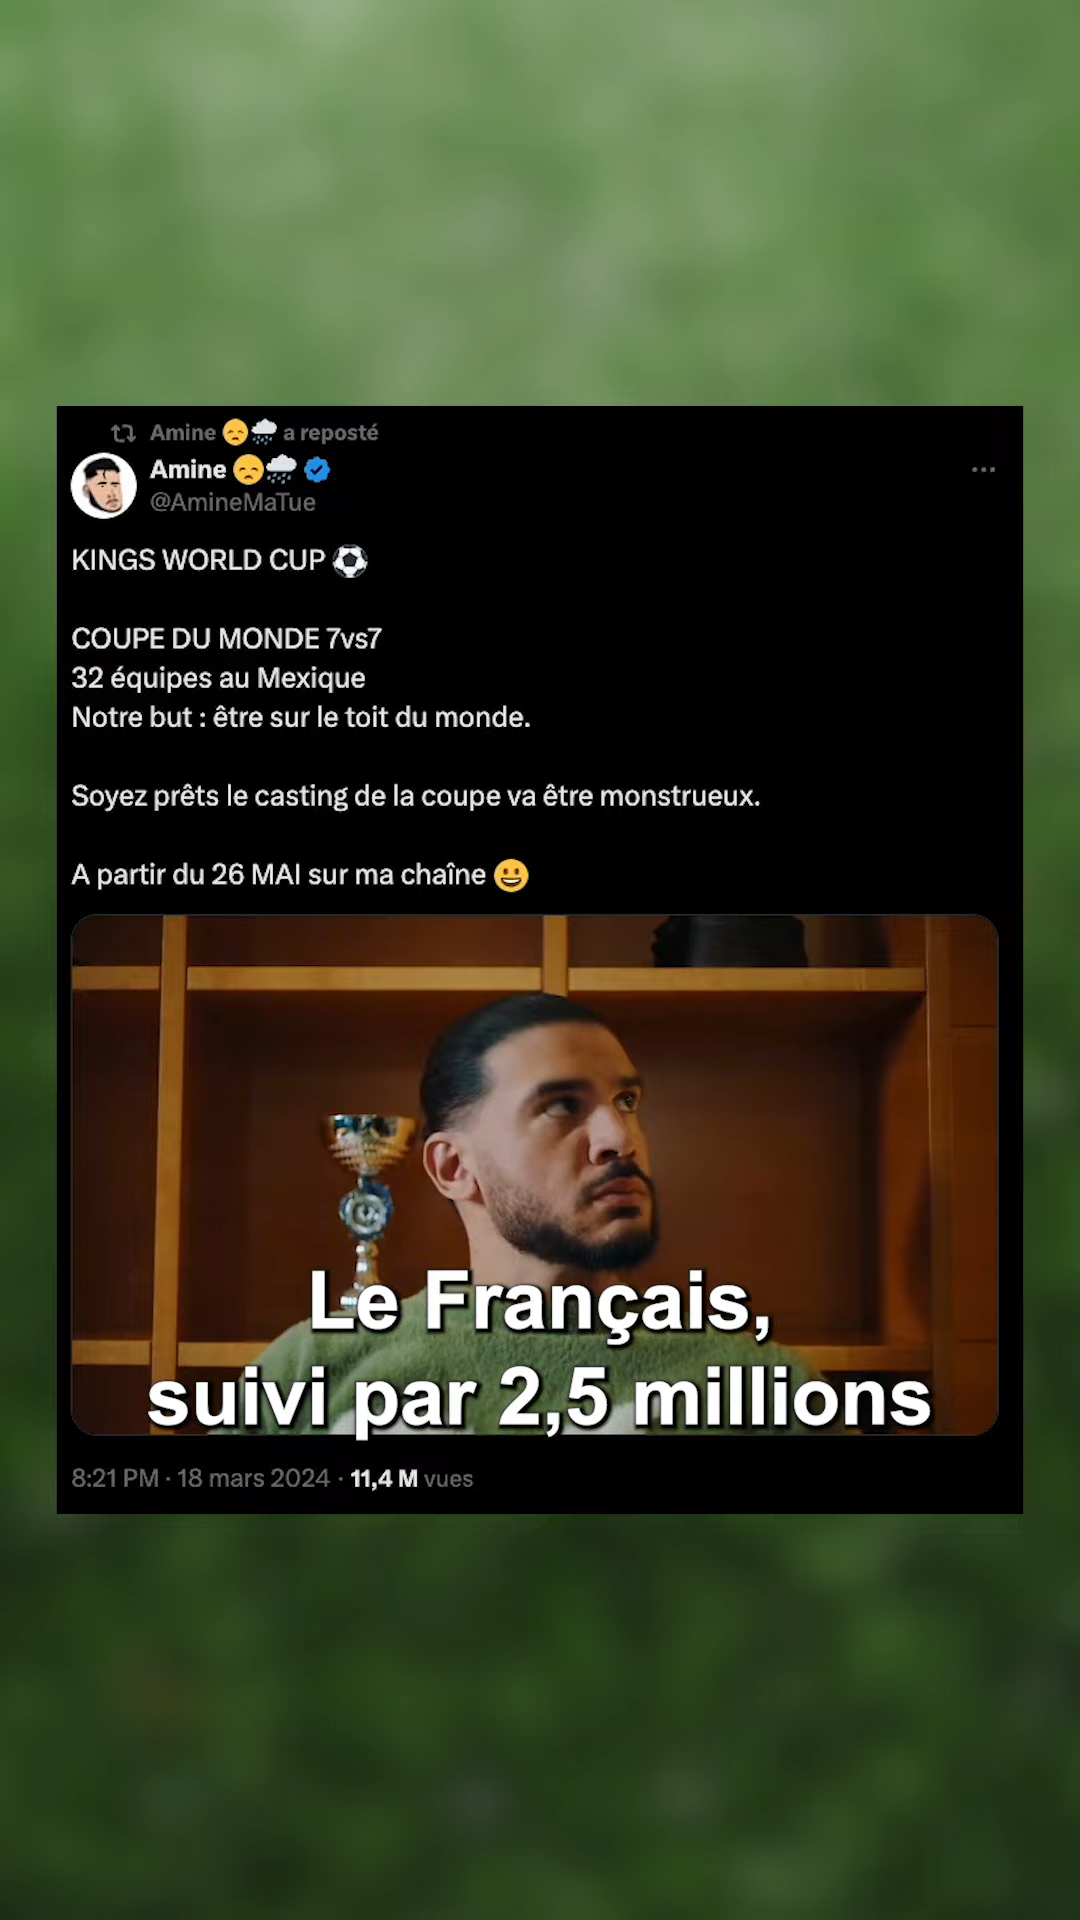 Amine 😞🌧️ a reposté
Amine 😞🌧️
@AmineMaTue
KINGS WORLD CUP ⚽
COUPE DU MONDE 7vs7
32 équipes au Mexique
Notre but : être sur le toit du monde.
Soyez prêts le casting de la coupe va être monstrueux.
A partir du 26 MAI sur ma chaîne 😀
Le Français,
suivi par 2,5 millions
8:21 PM · 18 mars 2024 · 11,4 M vues